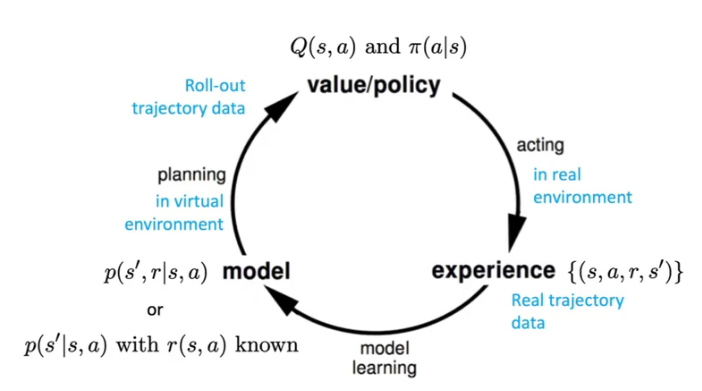 Q(s, a) and π(a|s)
value/policy
Roll-out
trajectory data
acting
in real
environment
planning
in virtual
environment
p(s′, r|s, a) model
experience {(s, a, r, s′)}
or
Real trajectory
data
p(s′|s, a) with r(s, a) known
model
learning